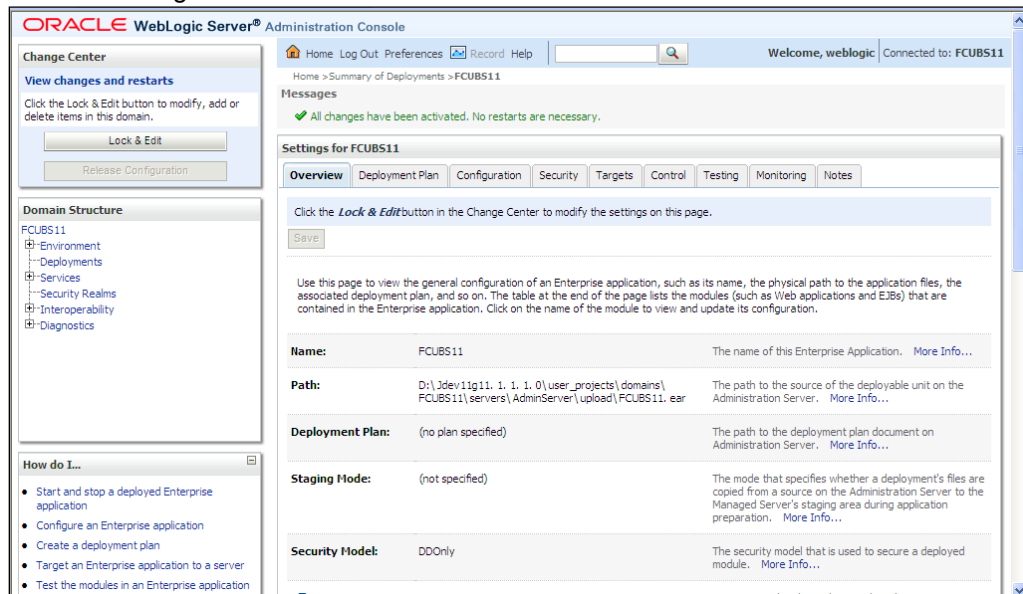 ORACLE WebLogic Server® Administration Console
Change Center
View changes and restarts
Click the Lock & Edit button to modify, add or
delete items in this domain.
Lock & Edit
Release Configuration
Domain Structure
FCUBS11
Environment
Deployments
Services
Security Realms
Interoperability
Diagnostics
How do I...
Start and stop a deployed Enterprise
application
Configure an Enterprise application
Create a deployment plan
Target an Enterprise application to a server
Test the modules in an Enterprise application
Home Log Out Preferences Record Help
Welcome, weblogic Connected to: FCUBS11
Home >Summary of Deployments >FCUBS11
Messages
All changes have been activated. No restarts are necessary.
Settings for FCUBS11
Overview Deployment Plan Configuration Security Targets Control Testing Monitoring Notes
Click the Lock & Edit button in the Change Center to modify the settings on this page.
Save
Use this page to view the general configuration of an Enterprise application, such as its name, the physical path to the application files, the
associated deployment plan, and so on. The table at the end of the page lists the modules (such as Web applications and EJBs) that are
contained in the Enterprise application. Click on the name of the module to view and update its configuration.
Name: FCUBS11 The name of this Enterprise Application. More Info...
Path: D:\Jdev11g11. 1. 1. 1. 0\user_projects\domains\ The path to the source of the deployable unit on the
FCUBS11\servers\AdminServer\upload\FCUBS11. ear Administration Server. More Info...
Deployment Plan: (no plan specified) The path to the deployment plan document on
Administration Server. More Info...
Staging Mode: (not specified) The mode that specifies whether a deployment's files are
copied from a source on the Administration Server to the
Managed Server's staging area during application
preparation. More Info...
Security Model: DDOnly The security model that is used to secure a deployed
module. More Info...